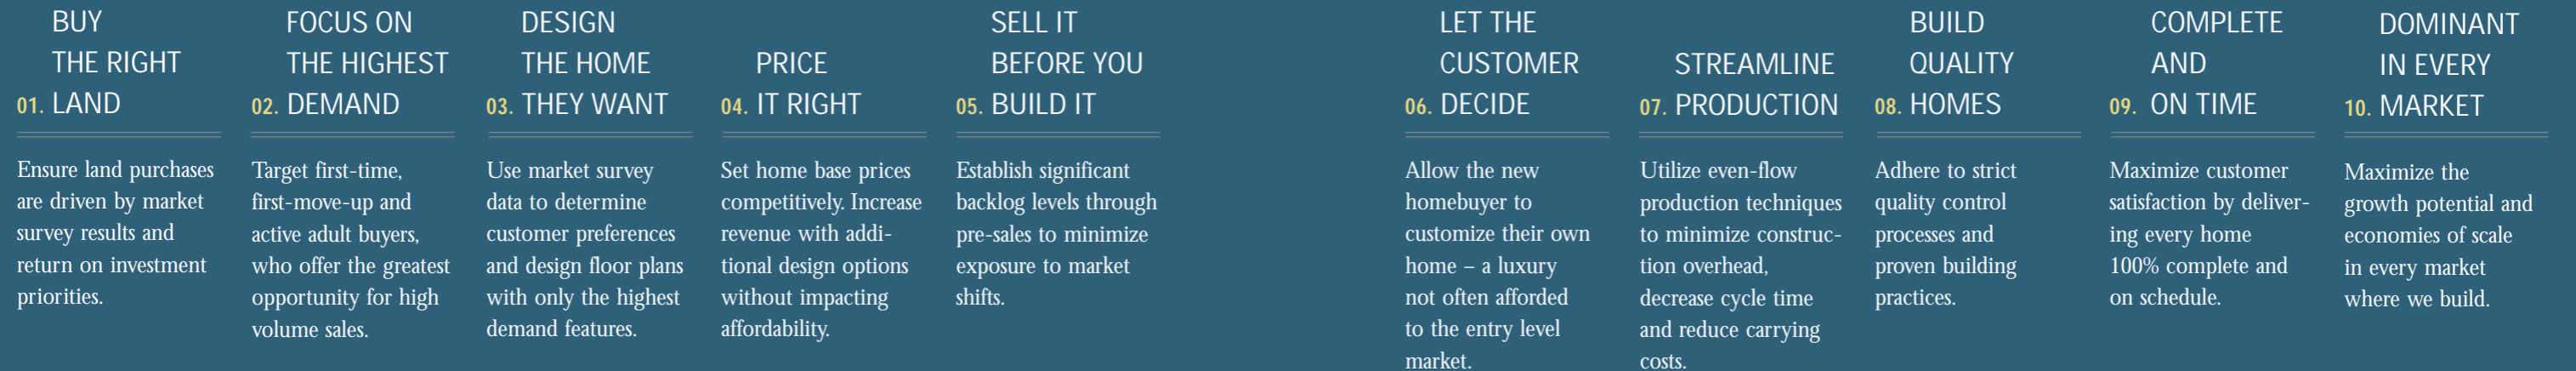 BUY
THE RIGHT
01. LAND
Ensure land purchases
are driven by market
survey results and
return on investment
priorities.
FOCUS ON
THE HIGHEST
02. DEMAND
Target first-time,
first-move-up and
active adult buyers,
who offer the greatest
opportunity for high
volume sales.
DESIGN
THE HOME
03. THEY WANT
Use market survey
data to determine
customer preferences
and design floor plans
with only the highest
demand features.
PRICE
04. IT RIGHT
Set home base prices
competitively. Increase
revenue with addi-
tional design options
without impacting
affordability.
SELL IT
BEFORE YOU
05. BUILD IT
Establish significant
backlog levels through
pre-sales to minimize
exposure to market
shifts.
LET THE
CUSTOMER
06. DECIDE
Allow the new
homebuyer to
customize their own
home – a luxury
not often afforded
to the entry level
market.
STREAMLINE
07. PRODUCTION
Utilize even-flow
production techniques
to minimize construc-
tion overhead,
decrease cycle time
and reduce carrying
costs.
BUILD
QUALITY
08. HOMES
Adhere to strict
quality control
processes and
proven building
practices.
COMPLETE
AND
09. ON TIME
Maximize customer
satisfaction by deliver-
ing every home
100% complete and
on schedule.
DOMINANT
IN EVERY
10. MARKET
Maximize the
growth potential and
economies of scale
in every market
where we build.